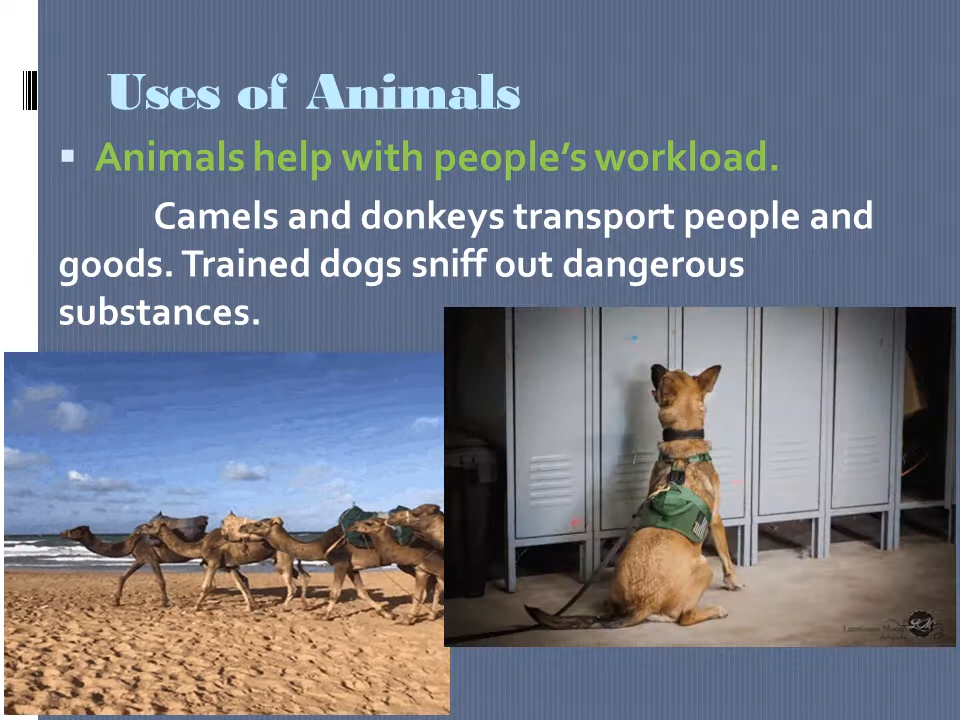 Uses of Animals
Animals help with people’s workload.
Camels and donkeys transport people and
goods. Trained dogs sniff out dangerous
substances.